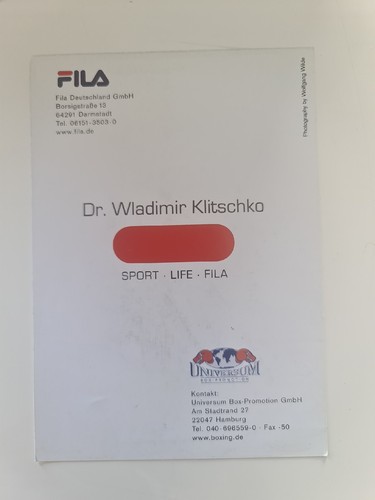 FILA
Fila Deutschland GmbH
Borsigstraße 13
64291 Darmstadt
Tel. 06151-3503-0
www.fila.de
Photography by Wolfgang Wilde
Dr. Wladimir Klitschko
SPORT · LIFE · FILA
UNIVERSUM
BOX-PROMOTION
Kontakt:
Universum Box-Promotion GmbH
Am Stadtrand 27
22047 Hamburg
Tel. 040-696559-0 · Fax -50
www.boxing.de